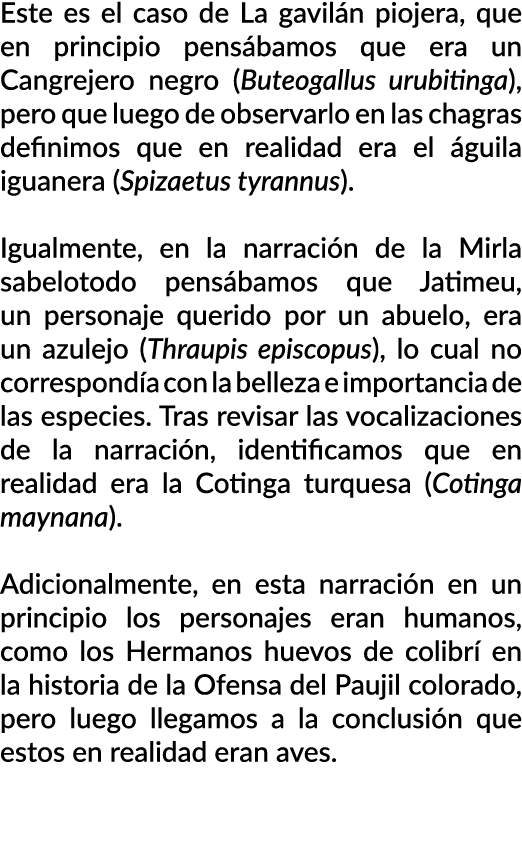 Este es el caso de La gavilán piojera, que
en principio pensábamos que era un
Cangrejero negro (Buteogallus urubitinga),
pero que luego de observarlo en las chagras
definimos que en realidad era el águila
iguanera (Spizaetus tyrannus).
Igualmente, en la narración de la Mirla
sabelotodo pensábamos que Jatimeu,
un personaje querido por un abuelo, era
un azulejo (Thraupis episcopus), lo cual no
correspondía con la belleza e importancia de
las especies. Tras revisar las vocalizaciones
de la narración, identificamos que en
realidad era la Cotinga turquesa (Cotinga
maynana).
Adicionalmente, en esta narración en un
principio los personajes eran humanos,
como los Hermanos huevos de colibrí en
la historia de la Ofensa del Paujil colorado,
pero luego llegamos a la conclusión que
estos en realidad eran aves.